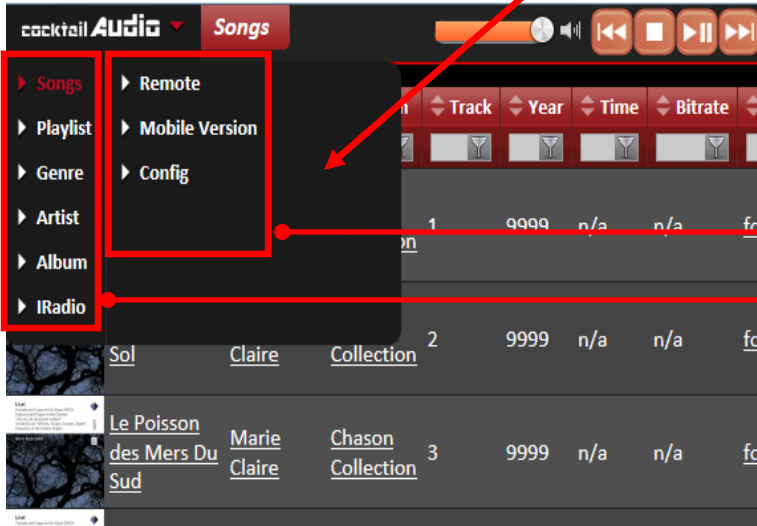 cocktail Audio Songs
Songs
Playlist
Genre
Artist
Album
IRadio
Remote
Mobile Version
Config
Track Year Time Bitrate
1 9999 n/a n/a
Sol Claire Collection 2 9999 n/a n/a
Le Poisson
des Mers Du
Sud
Marie
Claire
Chason
Collection
3 9999 n/a n/a